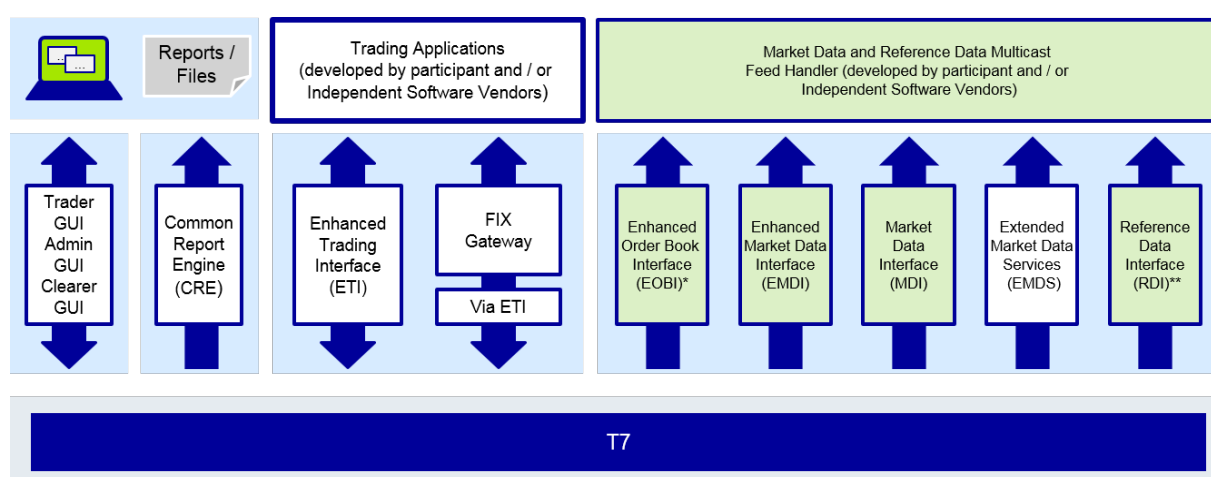 Reports /
Files
Trading Applications
(developed by participant and / or
Independent Software Vendors)
Market Data and Reference Data Multicast
Feed Handler (developed by participant and / or
Independent Software Vendors)
Trader
GUI
Admin
GUI
Clearer
GUI
Common
Report
Engine
(CRE)
Enhanced
Trading
Interface
(ETI)
FIX
Gateway
Via ETI
Enhanced
Order Book
Interface
(EOBI)*
Enhanced
Market Data
Interface
(EMDI)
Market
Data
Interface
(MDI)
Extended
Market Data
Services
(EMDS)
Reference
Data
Interface
(RDI)**
T7